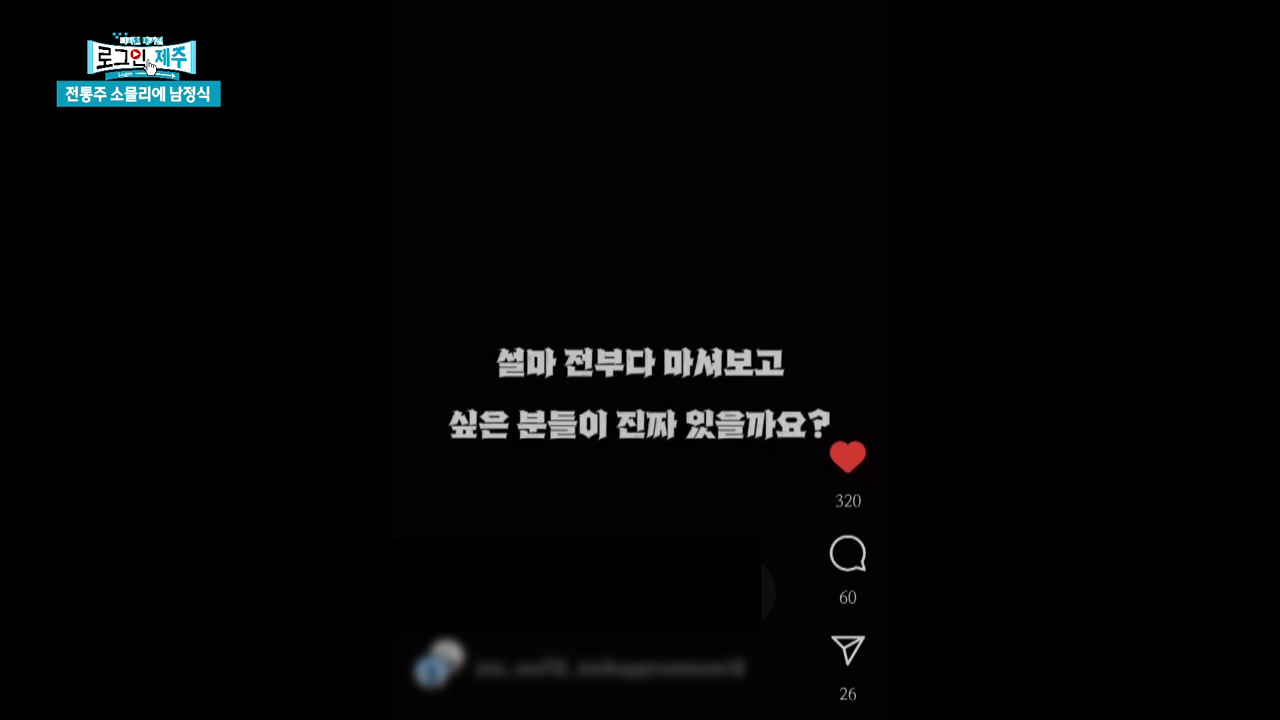 로그인 제주
전통주 소믈리에 남정식
설마 전부다 마셔보고
싶은 분들이 진짜 있을까요?
320
60
26